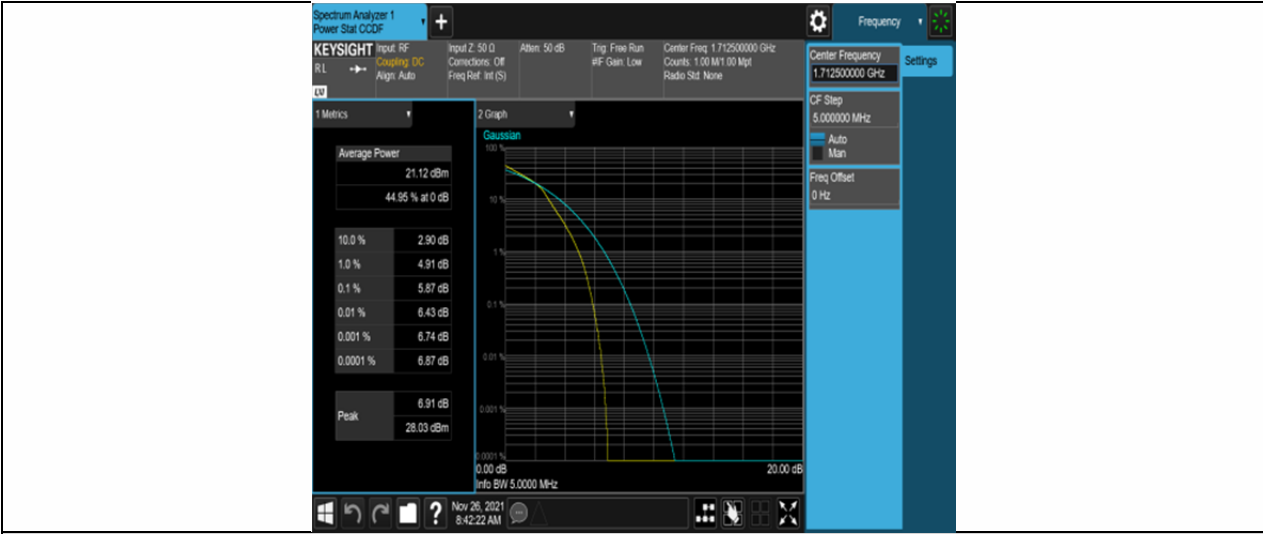 Spectrum Analyzer 1
Power Stat CCDF
Frequency
KEYSIGHT
RL
LV
Input: RF
Coupling: DC
Align: Auto
Input Z: 50 Ω
Corrections: Off
Freq Ref: Int (S)
Atten: 50 dB
Trig: Free Run
#IF Gain: Low
Center Freq: 1.712500000 GHz
Counts: 1.00 M/1.00 Mpt
Radio Std: None
Center Frequency
1.712500000 GHz
Settings
CF Step
5.000000 MHz
Auto
Man
Freq Offset
0 Hz
1 Metrics
Average Power
21.12 dBm
44.95 % at 0 dB
10.0 % 2.90 dB
1.0 % 4.91 dB
0.1 % 5.87 dB
0.01 % 6.43 dB
0.001 % 6.74 dB
0.0001 % 6.87 dB
Peak
6.91 dB
28.03 dBm
2 Graph
Gaussian
100 %
10 %
1 %
0.1 %
0.01 %
0.001 %
0.0001 %
0.00 dB 20.00 dB
Info BW 5.0000 MHz
?
Nov 26, 2021
8:42:22 AM